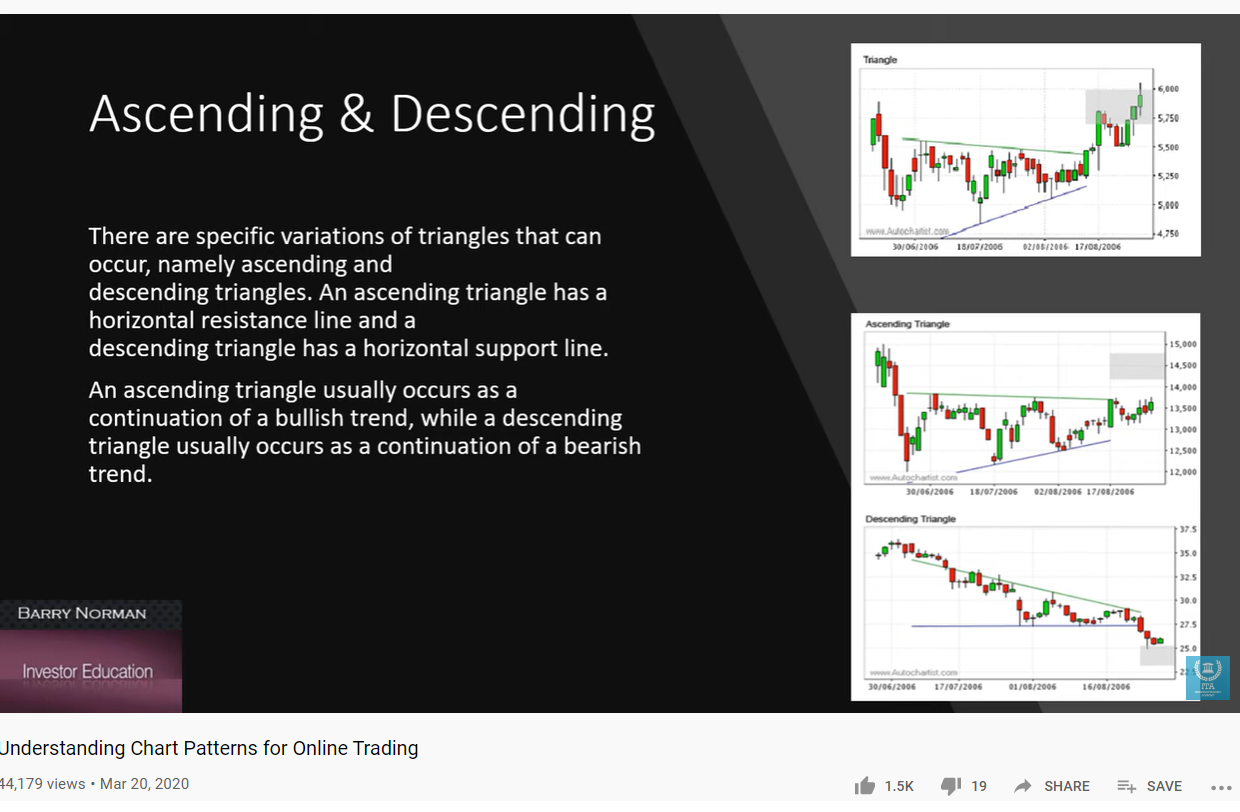 Ascending & Descending
There are specific variations of triangles that can
occur, namely ascending and
descending triangles. An ascending triangle has a
horizontal resistance line and a
descending triangle has a horizontal support line.
An ascending triangle usually occurs as a
continuation of a bullish trend, while a descending
triangle usually occurs as a continuation of a bearish
trend.
Triangle
6,000
5,750
5,500
5,250
5,000
4,750
www.Autochartist.com
30/06/2006 18/07/2006 02/08/2006 17/08/2006
Ascending Triangle
15,000
14,500
14,000
13,500
13,000
12,500
12,000
www.Autochartist.com
30/06/2006 18/07/2006 02/08/2006 17/08/2006
Descending Triangle
37.5
35.0
32.5
30.0
27.5
25.0
www.Autochartist.com
30/06/2006 17/07/2006 01/08/2006 16/08/2006
ITA
BARRY NORMAN
Investor Education
Understanding Chart Patterns for Online Trading
44,179 views • Mar 20, 2020
1.5K 19 SHARE SAVE